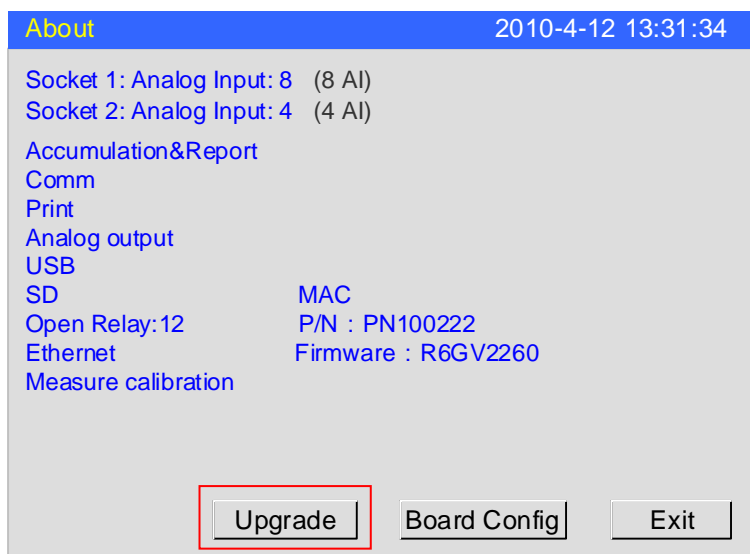 About 2010-4-12 13:31:34
Socket 1: Analog Input: 8 (8 AI)
Socket 2: Analog Input: 4 (4 AI)
Accumulation&Report
Comm
Print
Analog output
USB
SD MAC
Open Relay:12 P/N : PN100222
Ethernet Firmware : R6GV2260
Measure calibration
Upgrade Board Config Exit